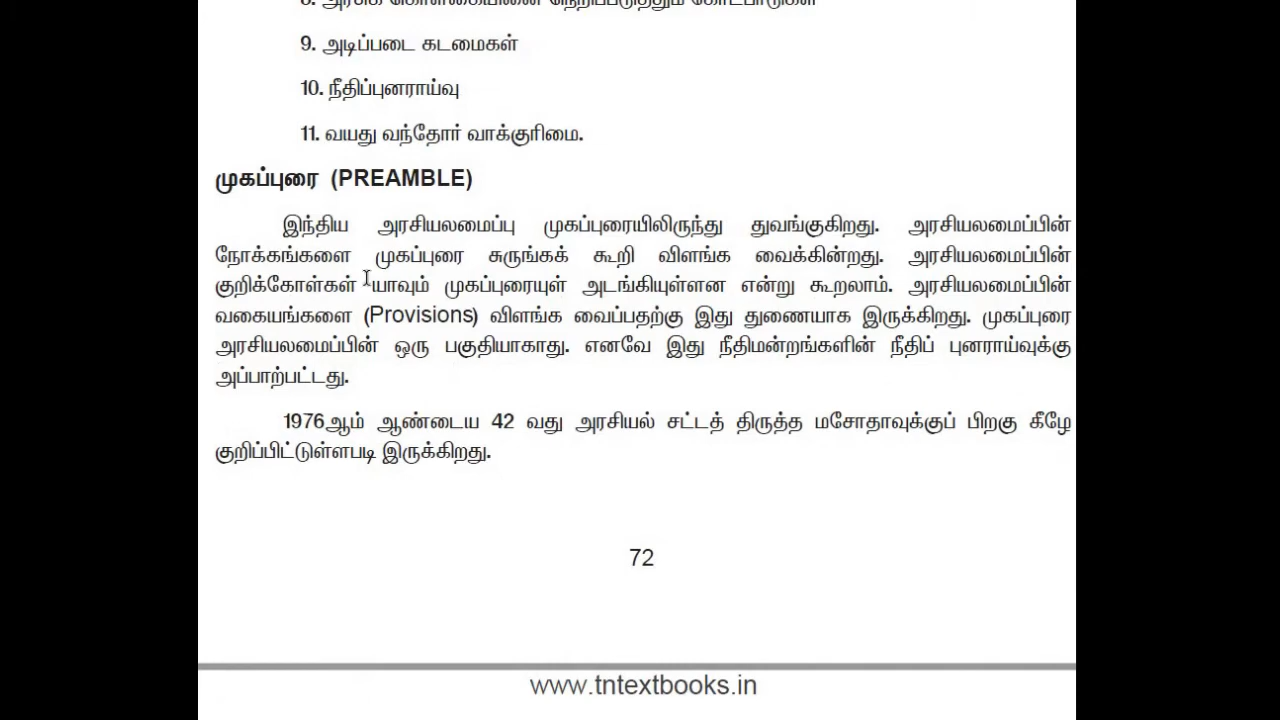 8. அரசுக் கொள்கையினை நெறிப்படுத்தும் கோட்பாடுகள்
9. அடிப்படை கடமைகள்
10. நீதிப்புனராய்வு
11. வயது வந்தோர் வாக்குரிமை.
முகப்புரை (PREAMBLE)
இந்திய அரசியலமைப்பு முகப்புரையிலிருந்து துவங்குகிறது. அரசியலமைப்பின்
நோக்கங்களை முகப்புரை சுருங்கக் கூறி விளங்க வைக்கின்றது. அரசியலமைப்பின்
குறிக்கோள்கள் யாவும் முகப்புரையுள் அடங்கியுள்ளன என்று கூறலாம். அரசியலமைப்பின்
வகையங்களை (Provisions) விளங்க வைப்பதற்கு இது துணையாக இருக்கிறது. முகப்புரை
அரசியலமைப்பின் ஒரு பகுதியாகாது. எனவே இது நீதிமன்றங்களின் நீதிப் புனராய்வுக்கு
அப்பாற்பட்டது.
1976ஆம் ஆண்டைய 42 வது அரசியல் சட்டத் திருத்த மசோதாவுக்குப் பிறகு கீழே
குறிப்பிட்டுள்ளபடி இருக்கிறது.
72
www.tntextbooks.in